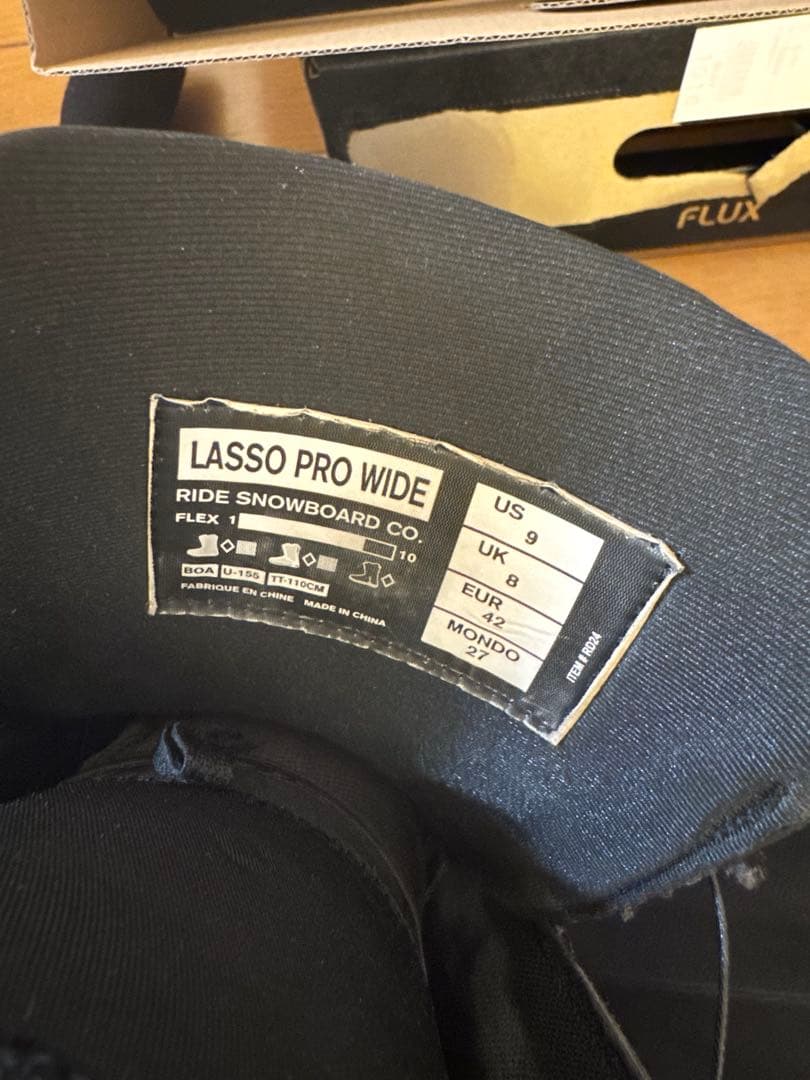 FLUX
LASSO PRO WIDE
RIDE SNOWBOARD CO.
FLEX 1 10
BOA U-155 TT-110CM
FABRIQUE EN CHINE MADE IN CHINA
US
9
UK
8
EUR
42
MONDO
27
ITEM # RD24